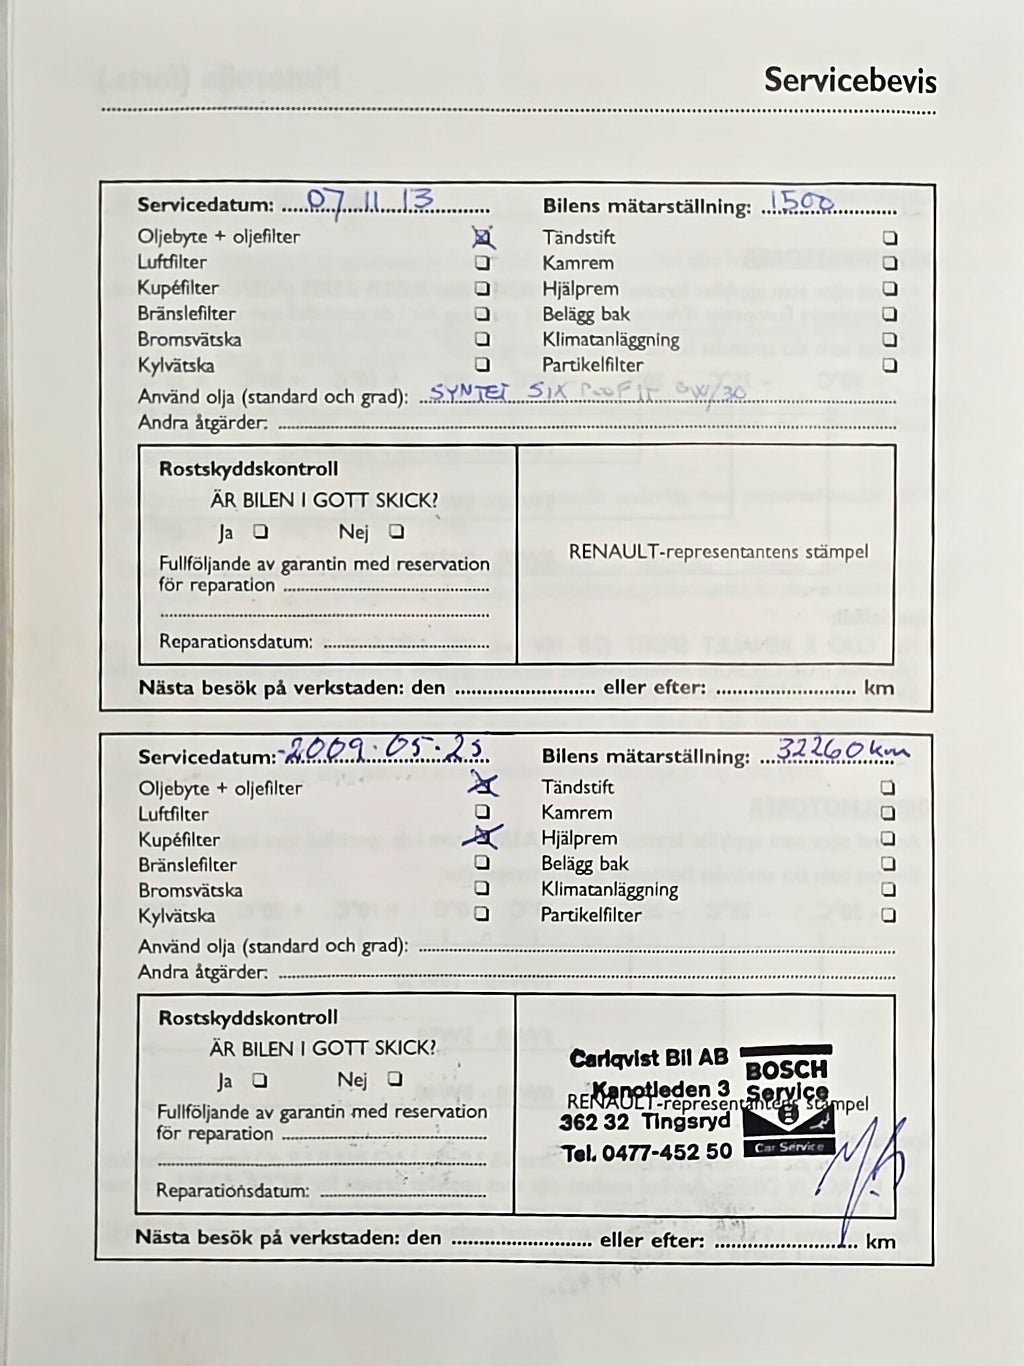 Servicebevis
Servicedatum: 07 11 13 Bilens mätarställning: 1500
Oljebyte + oljefilter Tändstift
Luftfilter Kamrem
Kupéfilter Hjälprem
Bränslefilter Belägg bak
Bromsvätska Klimatanläggning
Kylvätska Partikelfilter
Använd olja (standard och grad): SYNTET SIX 0W/30
Andra åtgärder:
Rostskyddskontroll
ÄR BILEN I GOTT SKICK?
Ja Nej
Fullföljande av garantin med reservation
för reparation
Reparationsdatum:
RENAULT-representantens stämpel
Nästa besök på verkstaden: den eller efter: km
Servicedatum: 2009.05.25 Bilens mätarställning: 32260km
Oljebyte + oljefilter Tändstift
Luftfilter Kamrem
Kupéfilter Hjälprem
Bränslefilter Belägg bak
Bromsvätska Klimatanläggning
Kylvätska Partikelfilter
Använd olja (standard och grad):
Andra åtgärder:
Rostskyddskontroll
ÄR BILEN I GOTT SKICK?
Ja Nej
Fullföljande av garantin med reservation
för reparation
Reparationsdatum:
Carlqvist Bil AB
Kanotleden 3
RENAULT-representantens stämpel
362 32 Tingsryd
Tel. 0477-452 50
BOSCH
Service
Car Service
Nästa besök på verkstaden: den eller efter: km